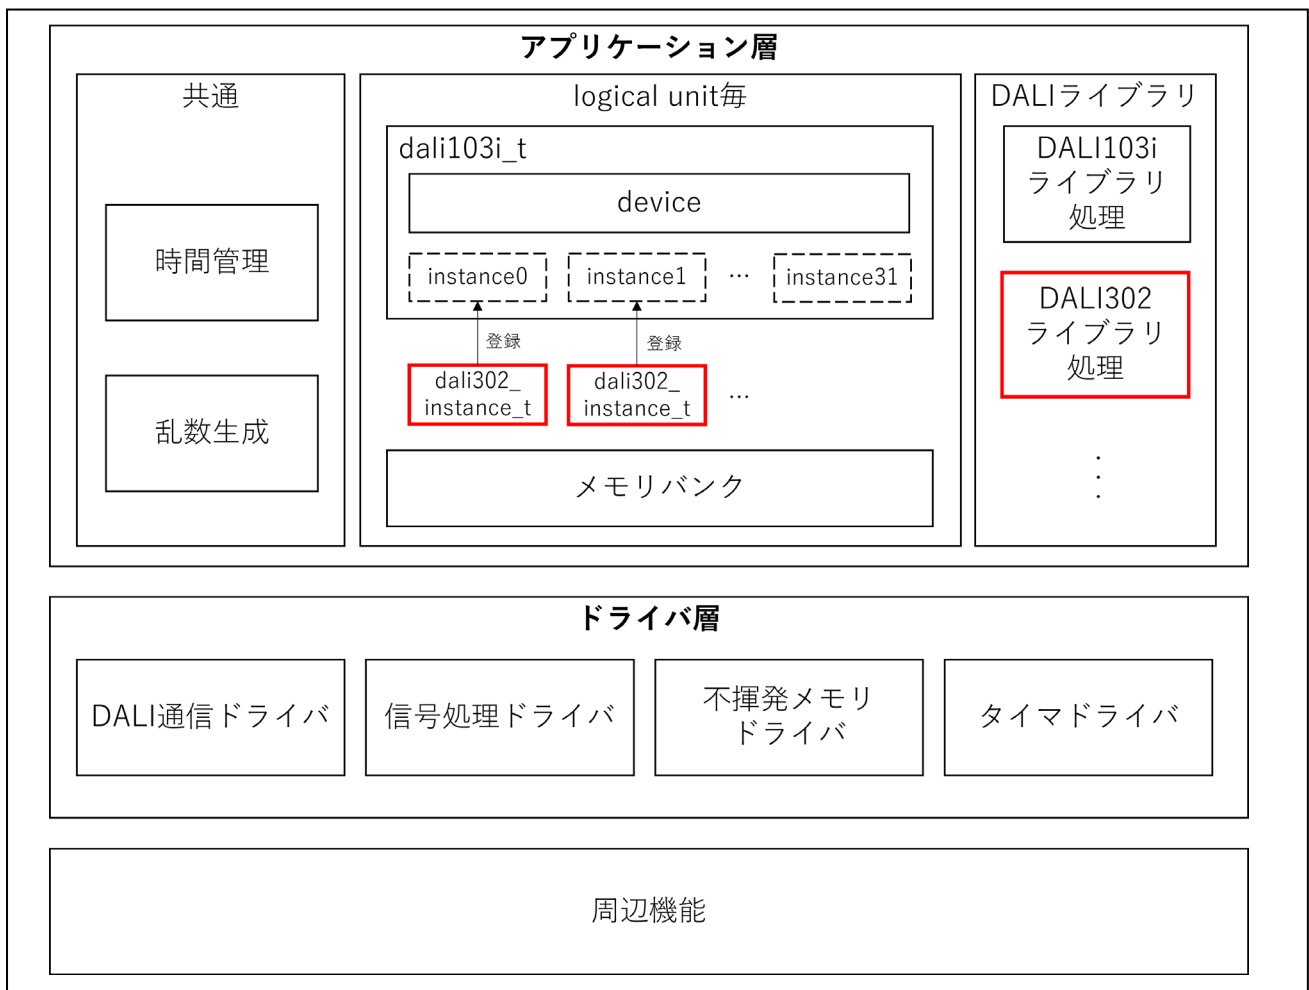 アプリケーション層
共通
時間管理
乱数生成
logical unit毎
dali103i_t
device
instance0
instance1
...
instance31
登録
登録
dali302_
instance_t
dali302_
instance_t
...
メモリバンク
DALIライブラリ
DALI103i
ライブラリ
処理
DALI302
ライブラリ
処理
...
ドライバ層
DALI通信ドライバ
信号処理ドライバ
不揮発メモリ
ドライバ
タイマドライバ
周辺機能